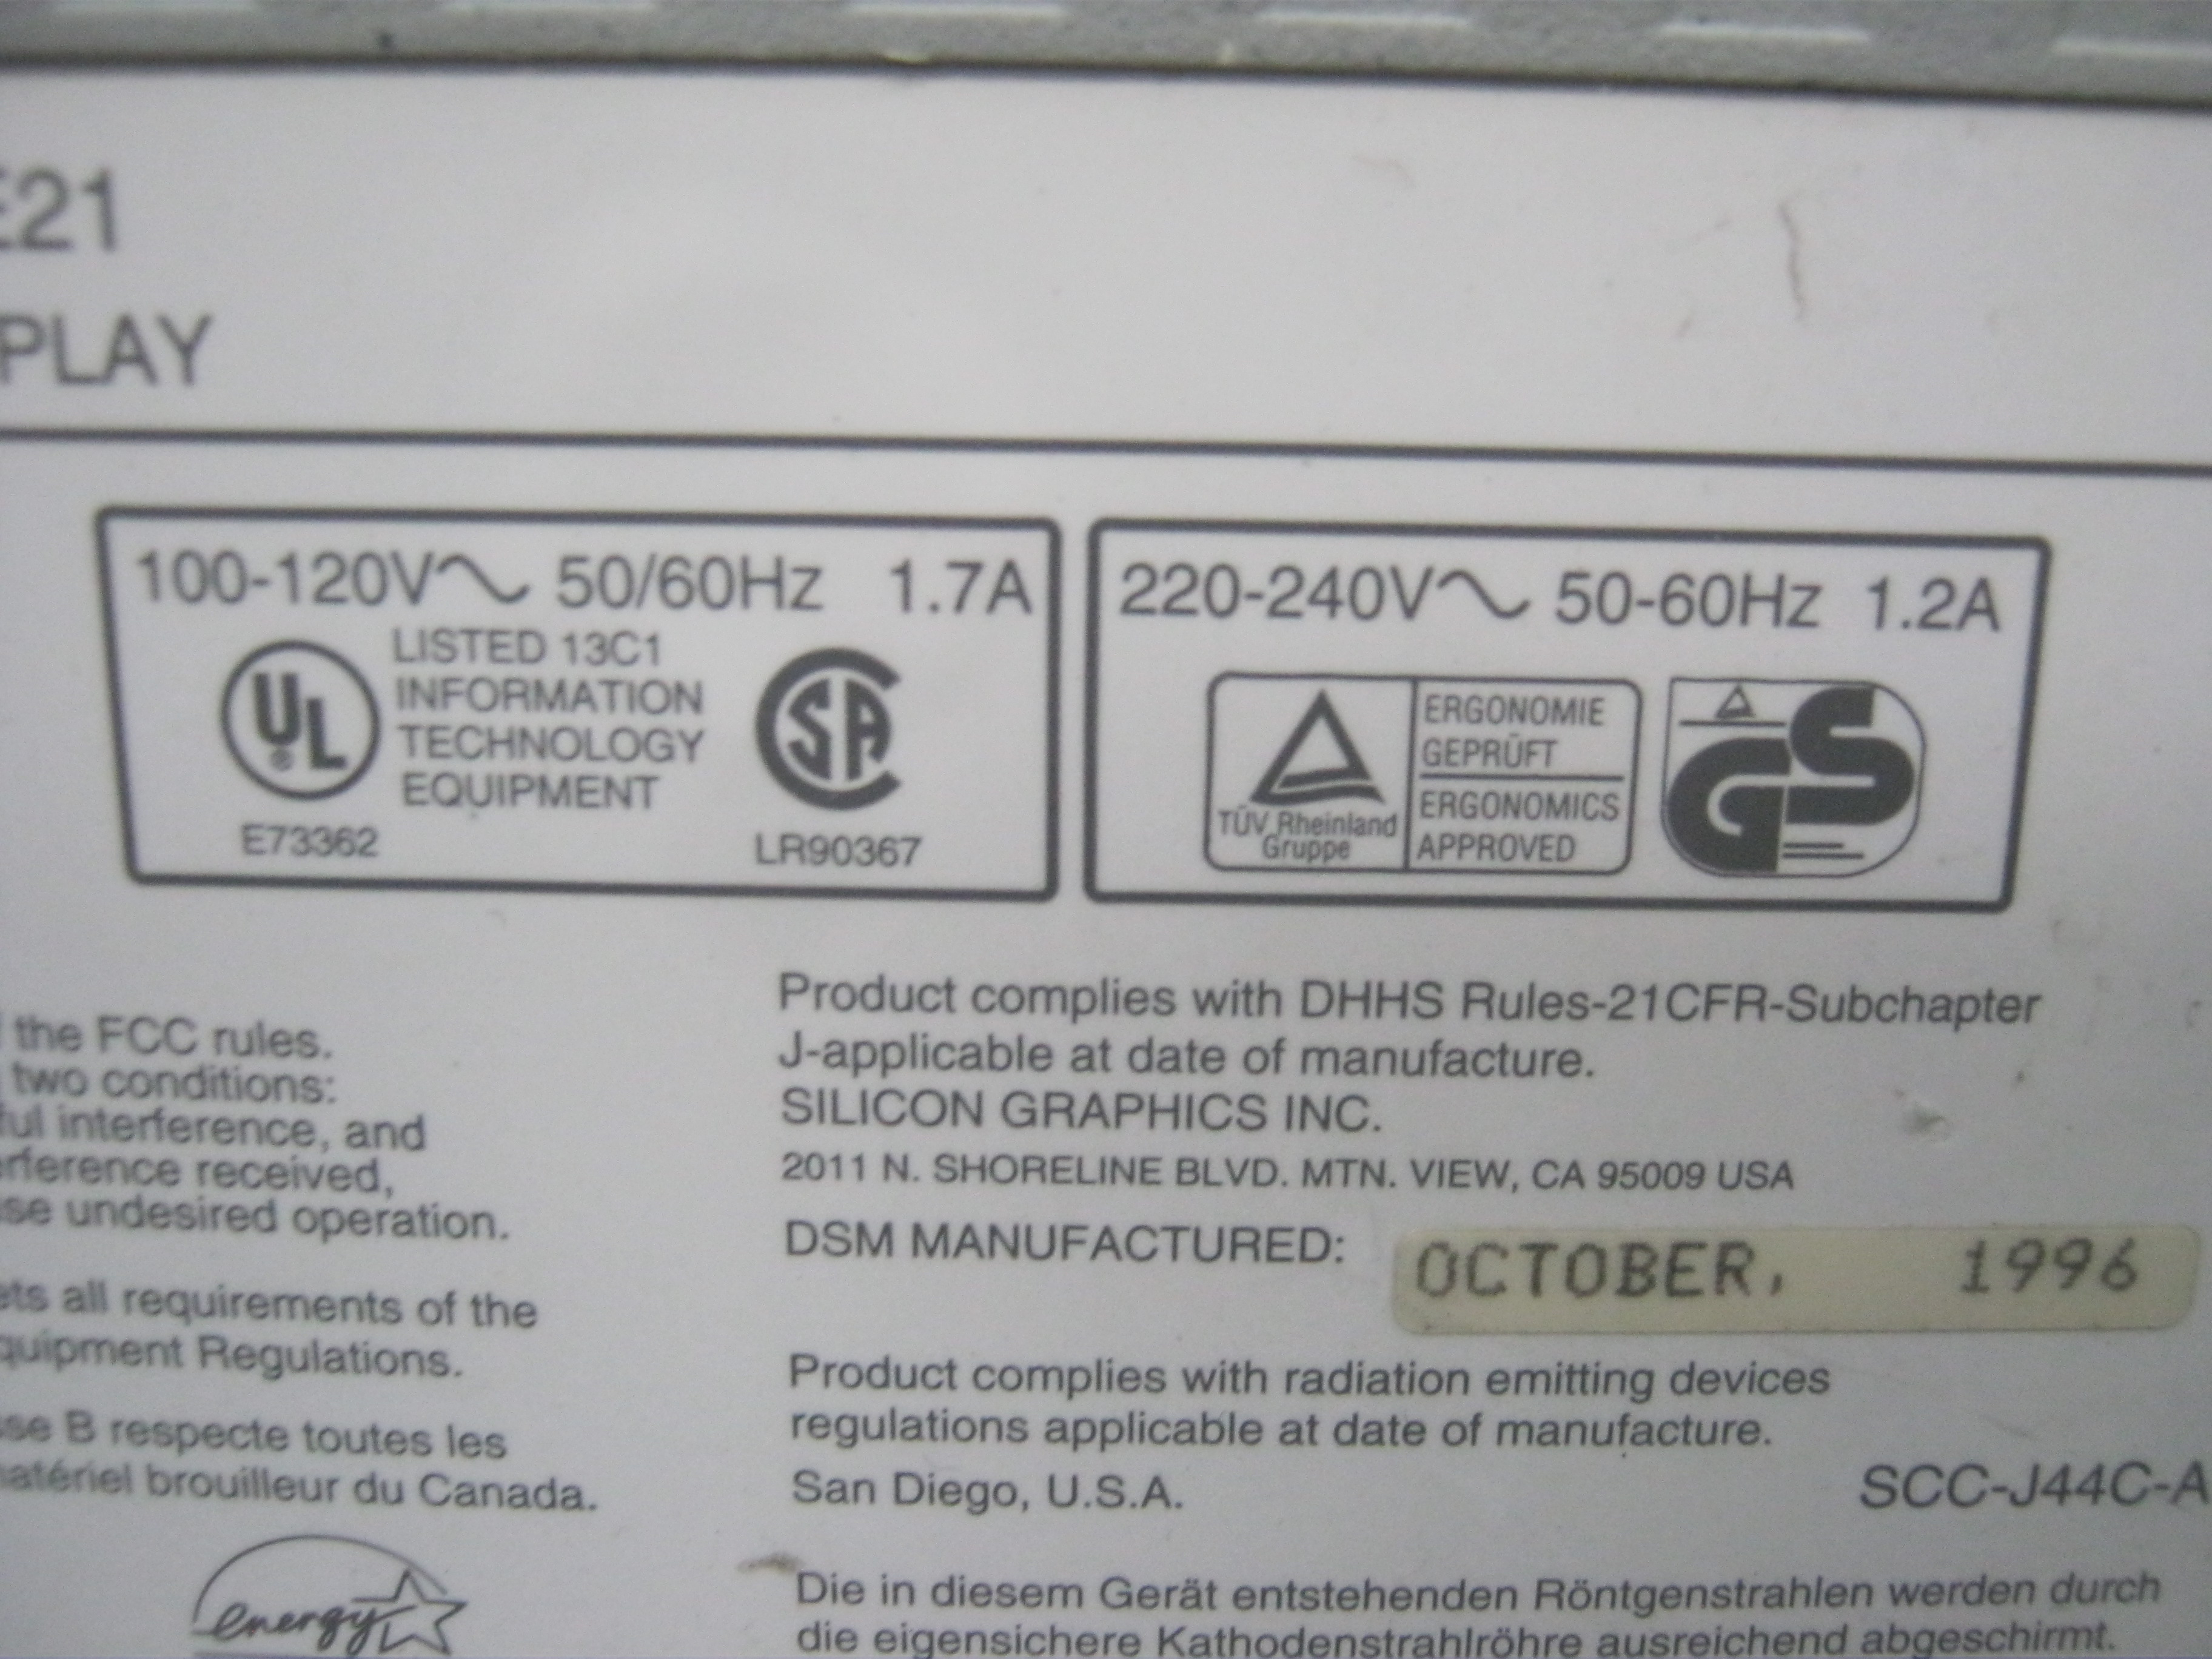 E21
PLAY
100-120V~ 50/60Hz 1.7A
UL
®
LISTED 13C1
INFORMATION
TECHNOLOGY
EQUIPMENT
E73362
CSA
LR90367
220-240V~ 50-60Hz 1.2A
TÜV Rheinland
Gruppe
ERGONOMIE
GEPRÜFT
ERGONOMICS
APPROVED
GS
the FCC rules.
two conditions:
ful interference, and
erference received,
se undesired operation.
ets all requirements of the
quipment Regulations.
se B respecte toutes les
natériel brouilleur du Canada.
energy
Product complies with DHHS Rules-21CFR-Subchapter
J-applicable at date of manufacture.
SILICON GRAPHICS INC.
2011 N. SHORELINE BLVD. MTN. VIEW, CA 95009 USA
DSM MANUFACTURED: OCTOBER, 1996
Product complies with radiation emitting devices
regulations applicable at date of manufacture.
San Diego, U.S.A.
SCC-J44C-A
Die in diesem Gerät entstehenden Röntgenstrahlen werden durch
die eigensichere Kathodenstrahlröhre ausreichend abgeschirmt.